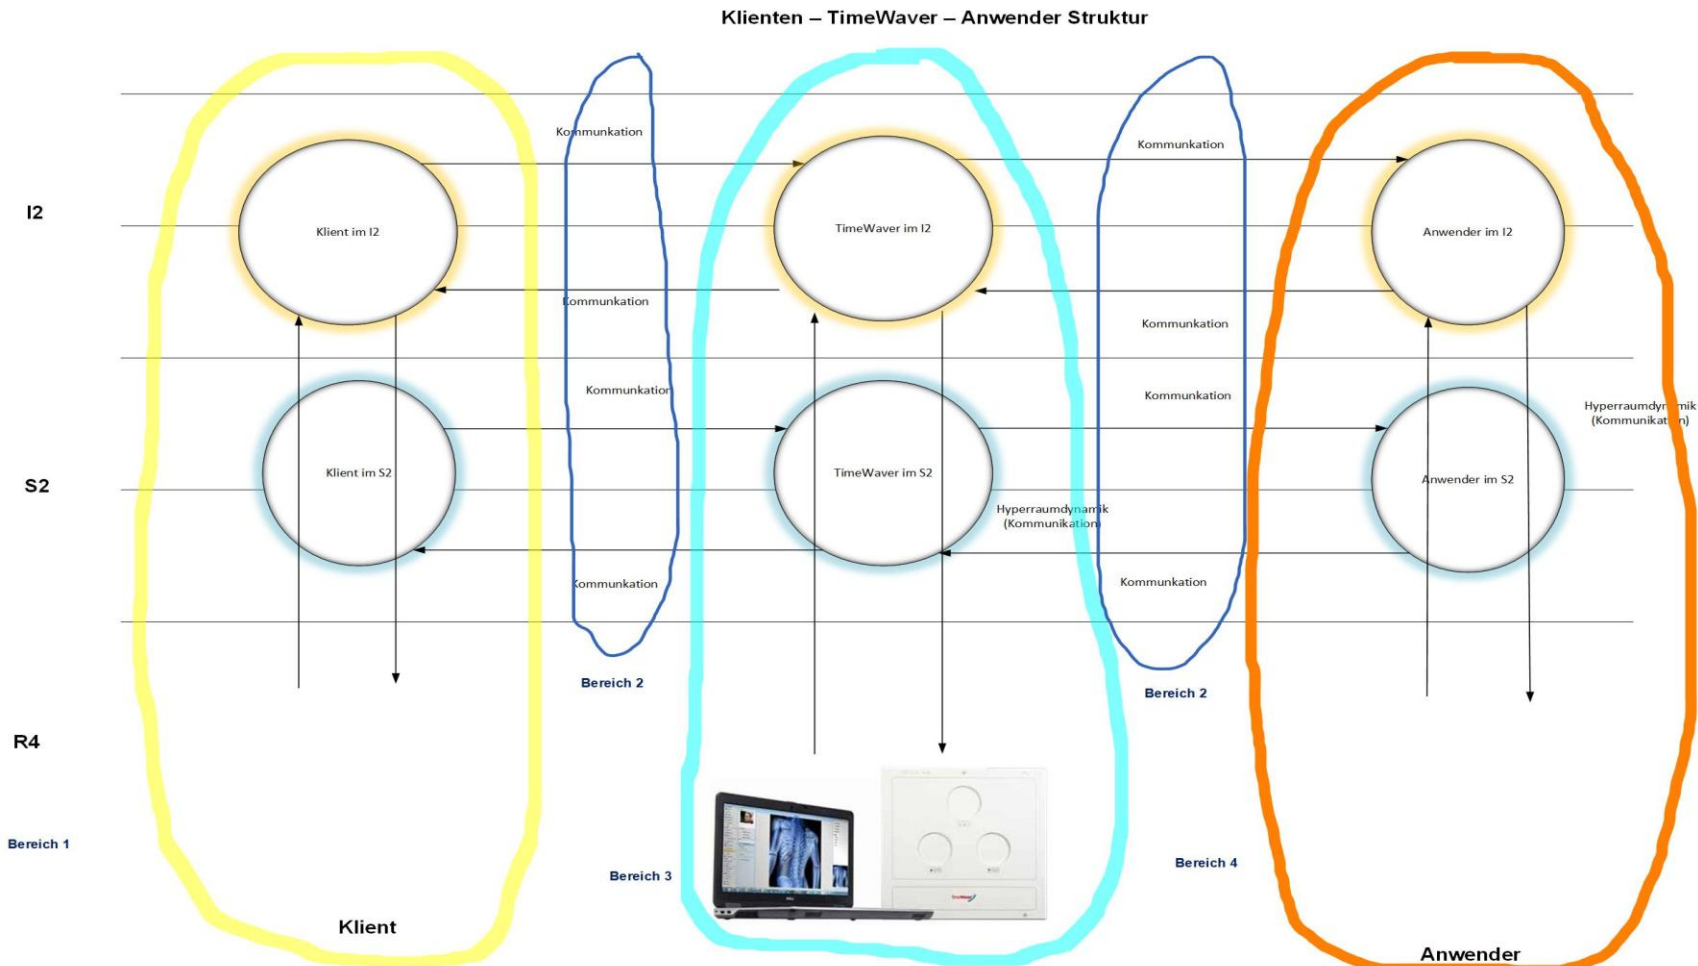 Klienten – TimeWaver – Anwender Struktur
Kommunkation
Kommunkation
I2
Klient im I2
TimeWaver im I2
Anwender im I2
Kommunkation
Kommunkation
Kommunkation
Kommunkation
Hyperraumdynamik
(Kommunikation)
S2
Klient im S2
TimeWaver im S2
Anwender im S2
Hyperraumdynamik
(Kommunikation)
Kommunkation
Kommunkation
Bereich 2
Bereich 2
R4
Bereich 1
Bereich 3
Bereich 4
Klient
Anwender